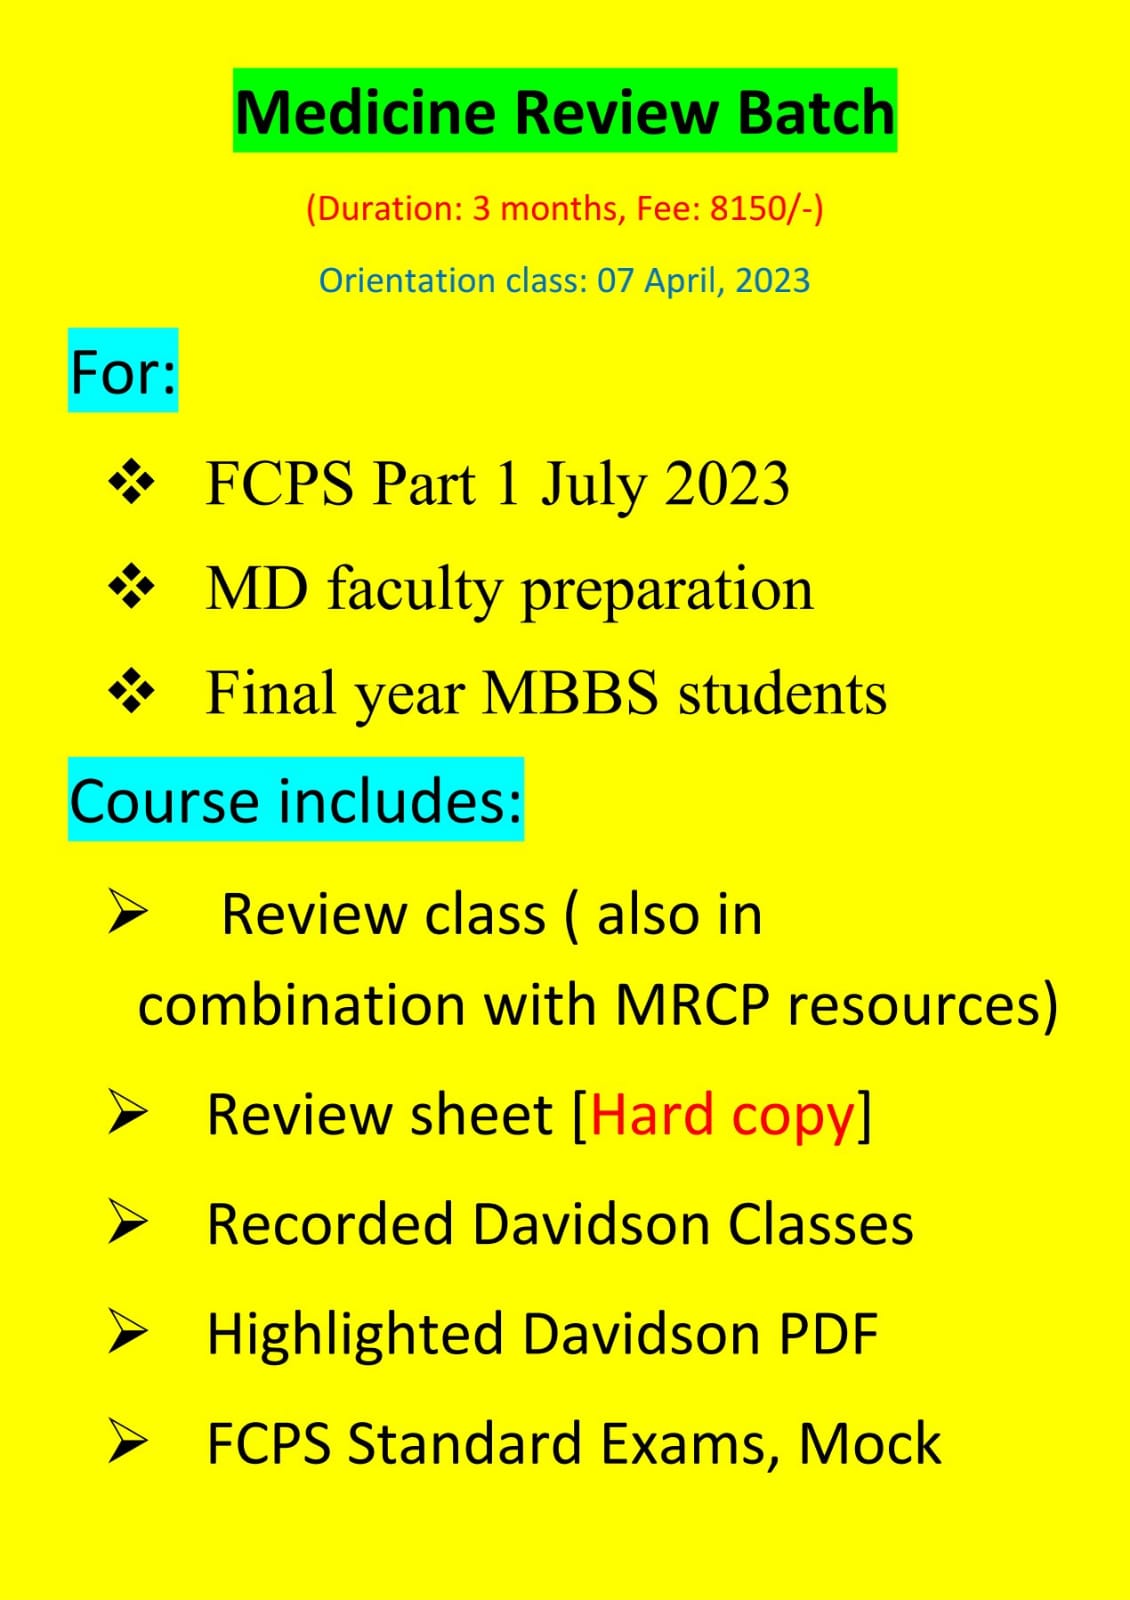 Medicine Review Batch
(Duration: 3 months, Fee: 8150/-)
Orientation class: 07 April, 2023
For:
❖ FCPS Part 1 July 2023
❖ MD faculty preparation
❖ Final year MBBS students
Course includes:
➢ Review class ( also in
combination with MRCP resources)
➢ Review sheet [Hard copy]
➢ Recorded Davidson Classes
➢ Highlighted Davidson PDF
➢ FCPS Standard Exams, Mock